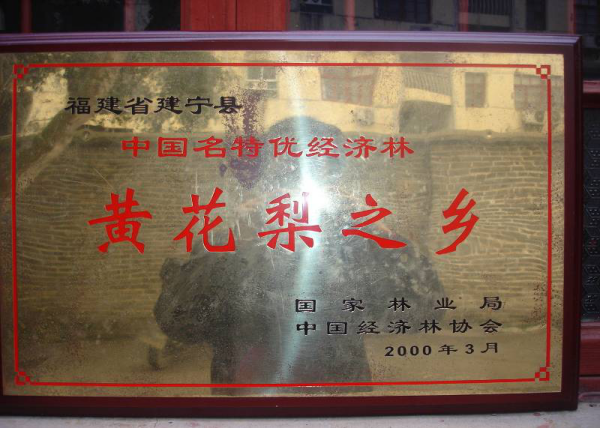 福建省建宁县
中国名特优经济林
黄花梨之乡
国家林业局
中国经济林协会
2000年3月